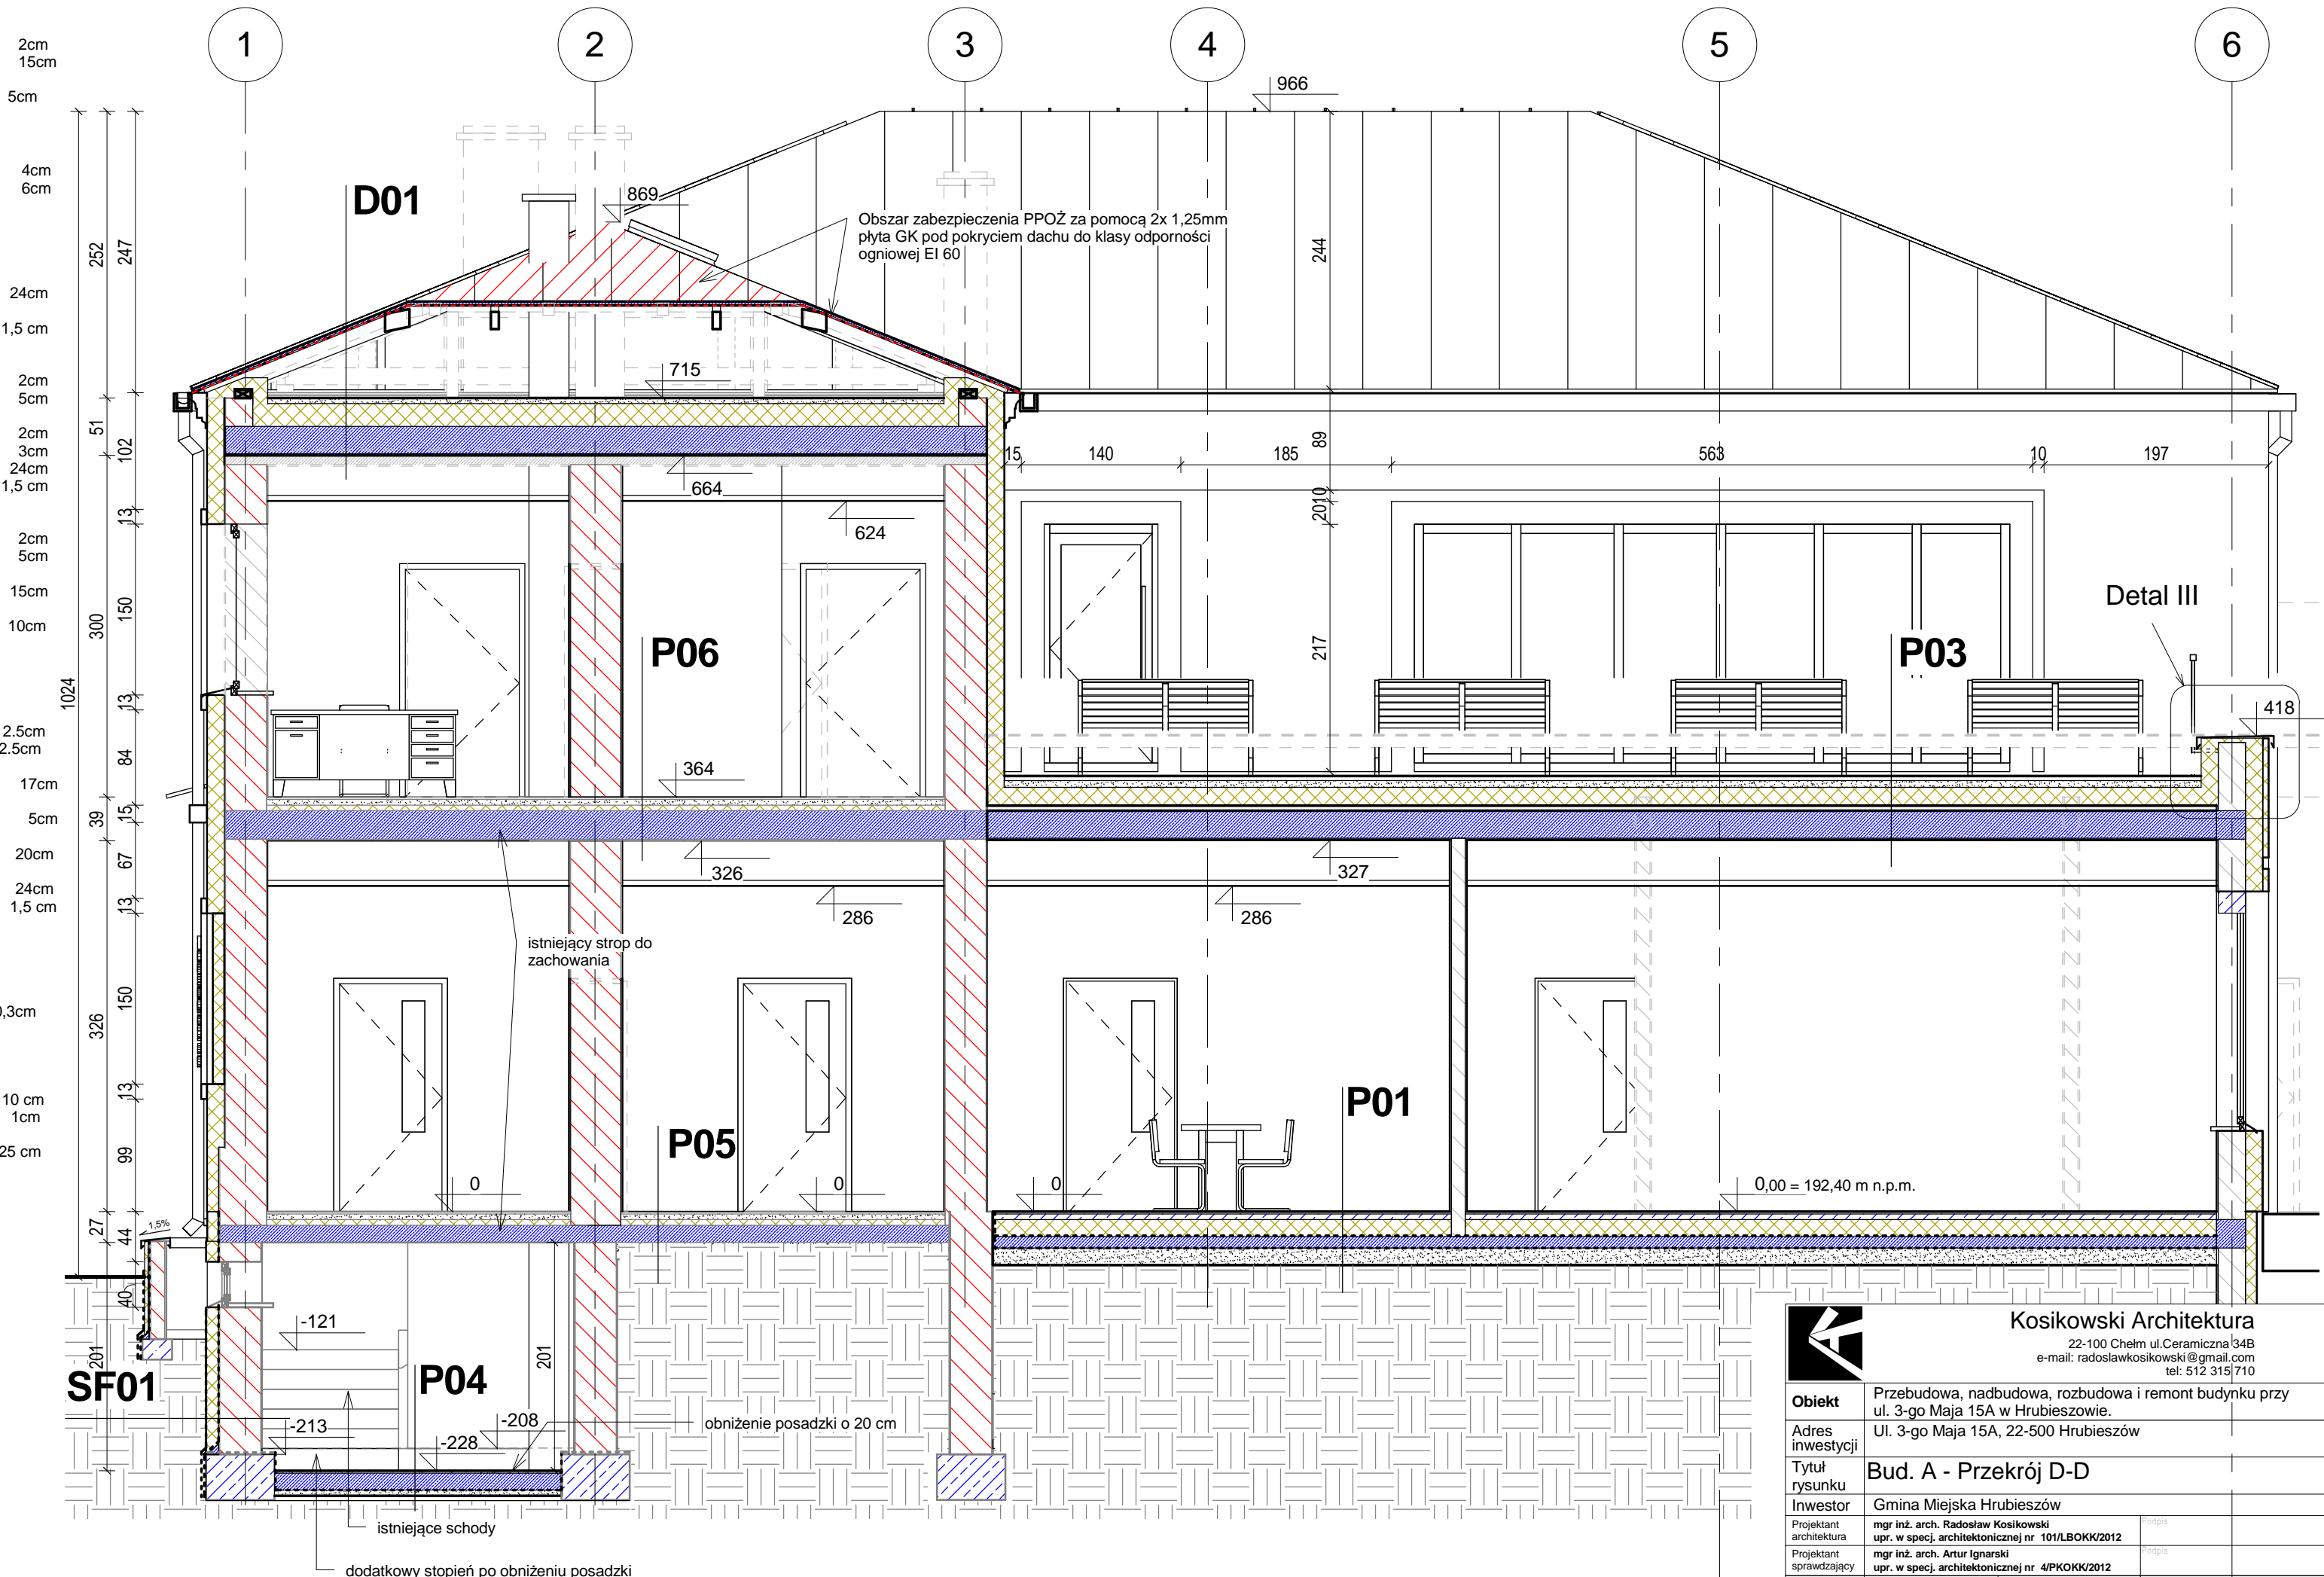 1
2
3
4
5
6
2cm
15cm
5cm
4cm
6cm
24cm
1,5 cm
2cm
5cm
2cm
3cm
24cm
1,5 cm
2cm
5cm
15cm
10cm
2.5cm
2.5cm
17cm
5cm
20cm
24cm
1,5 cm
0,3cm
10 cm
1cm
25 cm
1024
252
51
300
39
326
27
201
247
102
13
150
13
84
15
67
13
150
13
99
44
40
966
869
D01
Obszar zabezpieczenia PPOŻ za pomocą 2x 1,25mm
płyta GK pod pokryciem dachu do klasy odporności
ogniowej EI 60
244
715
89
15
140
185
563
10
197
664
624
20
10
217
Detal III
P06
P03
418
364
326
327
286
286
istniejący strop do
zachowania
P01
P05
0
0
0
0,00 = 192,40 m n.p.m.
1,5%
-121
201
SF01
P04
-213
-208
-228
obniżenie posadzki o 20 cm
istniejące schody
dodatkowy stopień po obniżeniu posadzki
Kosikowski Architektura
22-100 Chełm ul.Ceramiczna 34B
e-mail: radoslawkosikowski@gmail.com
tel: 512 315 710
Obiekt
Przebudowa, nadbudowa, rozbudowa i remont budynku przy
ul. 3-go Maja 15A w Hrubieszowie.
Adres
inwestycji
Ul. 3-go Maja 15A, 22-500 Hrubieszów
Tytuł
rysunku
Bud. A - Przekrój D-D
Inwestor
Gmina Miejska Hrubieszów
Projektant
architektura
mgr inż. arch. Radosław Kosikowski
upr. w specj. architektonicznej nr 101/LBOKK/2012
Podpis
Projektant
sprawdzający
mgr inż. arch. Artur Ignarski
upr. w specj. architektonicznej nr 4/PKOKK/2012
Podpis